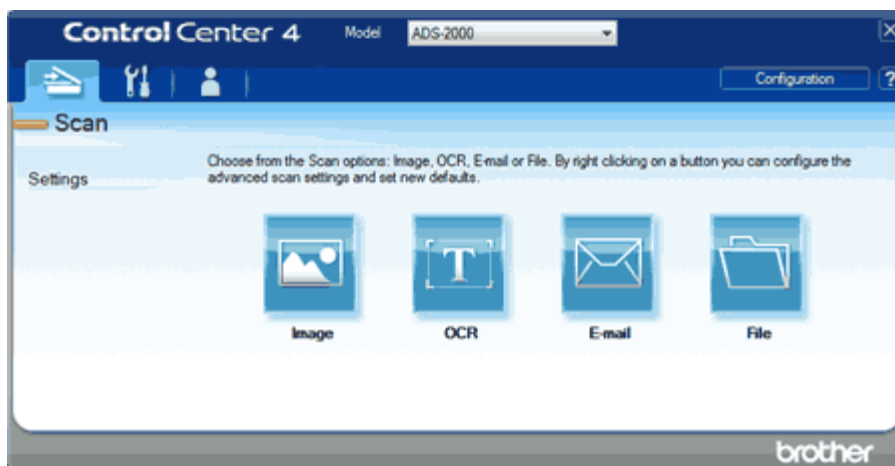 Control Center 4 Model ADS-2000
Configuration ?
Scan
Choose from the Scan options: Image, OCR, E-mail or File. By right clicking on a button you can configure the
advanced scan settings and set new defaults.
Settings
T
Image OCR E-mail File
brother